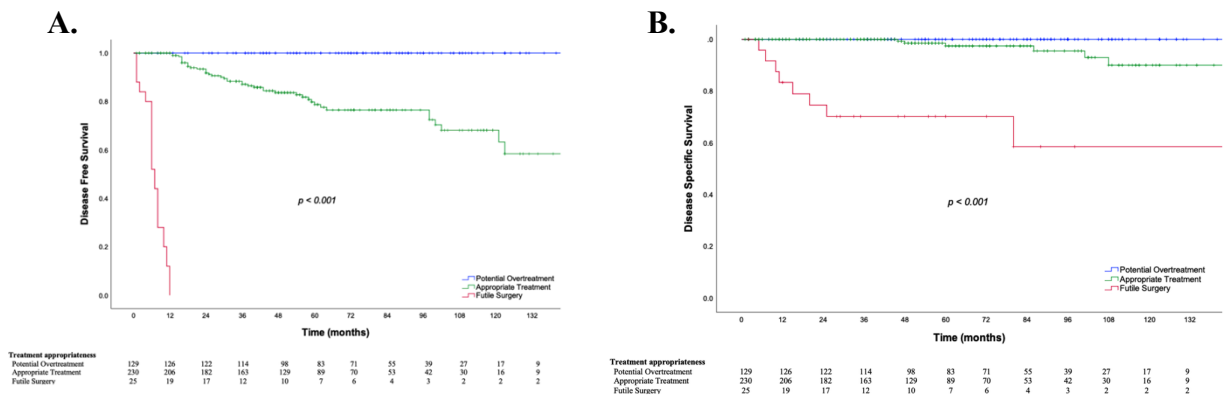 A.
1.0
0.8
0.6
0.4
0.2
0.0
Disease Free Survival
p < 0.001
Potential Overtreatment
Appropriate Treatment
Futile Surgery
0 12 24 36 48 60 72 84 96 108 120 132
Time (months)
Treatment appropriateness
Potential Overtreatment 129 126 122 114 98 83 71 55 39 27 17 9
Appropriate Treatment 230 206 182 163 129 89 70 53 42 30 16 9
Futile Surgery 25 19 17 12 10 7 6 4 3 2 2 2
B.
.0
0.8
0.6
0.4
0.2
0.0
Disease Specific Survival
p < 0.001
Potential Overtreatment
Appropriate Treatment
Futile Surgery
0 12 24 36 48 60 72 84 96 108 120 132
Time (months)
Treatment appropriateness
Potential Overtreatment 129 126 122 114 98 83 71 55 39 27 17 9
Appropriate Treatment 230 206 182 163 129 89 70 53 42 30 16 9
Futile Surgery 25 19 17 12 10 7 6 4 3 2 2 2